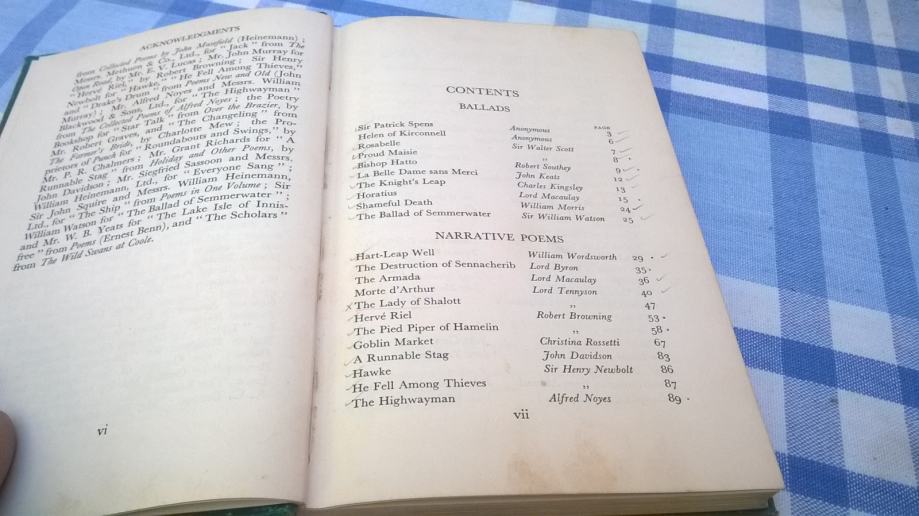 ACKNOWLEDGMENTS
from Collected Poems by John Masefield (Heinemann) ;
Messrs. Methuen & Co., Ltd., for "Jack" from The
Open Road, by Mr. E. V. Lucas ; Mr. John Murray for
"Hervé Riel," by Robert Browning ; Sir Henry
Newbolt for "Hawke," "He Fell Among Thieves,"
and "Drake's Drum" from Poems New and Old (John
Murray) ; Mr. Alfred Noyes and Messrs. William
Blackwood & Sons, Ltd., for "The Highwayman"
from The Collected Poems of Alfred Noyes ; the Poetry
Bookshop for "Star Talk" from Over the Brazier, by
Mr. Robert Graves, and "The Changeling" from
The Farmer's Bride, by Charlotte Mew ; the Pro-
prietors of Punch for "Roundabouts and Swings," by
Mr. P. R. Chalmers ; Mr. Grant Richards for "A
Runnable Stag" from Holiday and Other Poems, by
John Davidson ; Mr. Siegfried Sassoon and Messrs.
William Heinemann, Ltd., for "Everyone Sang" ;
Sir John Squire and Messrs. William Heinemann,
Ltd., for "The Ship" from Poems in One Volume ; Sir
William Watson for "The Ballad of Semmerwater" ;
and Mr. W. B. Yeats for "The Lake Isle of Innis-
free" from Poems (Ernest Benn), and "The Scholars"
from The Wild Swans at Coole.
vi
CONTENTS
BALLADS
PAGE
Sir Patrick Spens Anonymous 3
Helen of Kirconnell Anonymous 6
Rosabelle Sir Walter Scott 7
Proud Maisie ,, 8
Bishop Hatto Robert Southey 9
La Belle Dame sans Merci John Keats 12
The Knight's Leap Charles Kingsley 13
Horatius Lord Macaulay 15
Shameful Death William Morris 24
The Ballad of Semmerwater Sir William Watson 25
NARRATIVE POEMS
Hart-Leap Well William Wordsworth 29
The Destruction of Sennacherib Lord Byron 35
The Armada Lord Macaulay 36
Morte d'Arthur Lord Tennyson 40
The Lady of Shalott ,, 47
Hervé Riel Robert Browning 53
The Pied Piper of Hamelin ,, 58
Goblin Market Christina Rossetti 67
A Runnable Stag John Davidson 83
Hawke Sir Henry Newbolt 86
He Fell Among Thieves ,, 87
The Highwayman Alfred Noyes 89
vii